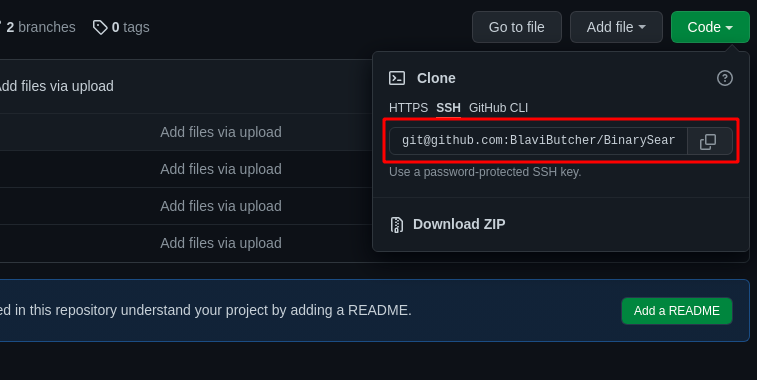 2 branches 0 tags Go to file Add file Code
Add files via upload
Clone
HTTPS SSH GitHub CLI
Add files via upload
git@github.com:BlaviButcher/BinarySear
Add files via upload
Use a password-protected SSH key.
Add files via upload
Download ZIP
Add files via upload
ed in this repository understand your project by adding a README. Add a README